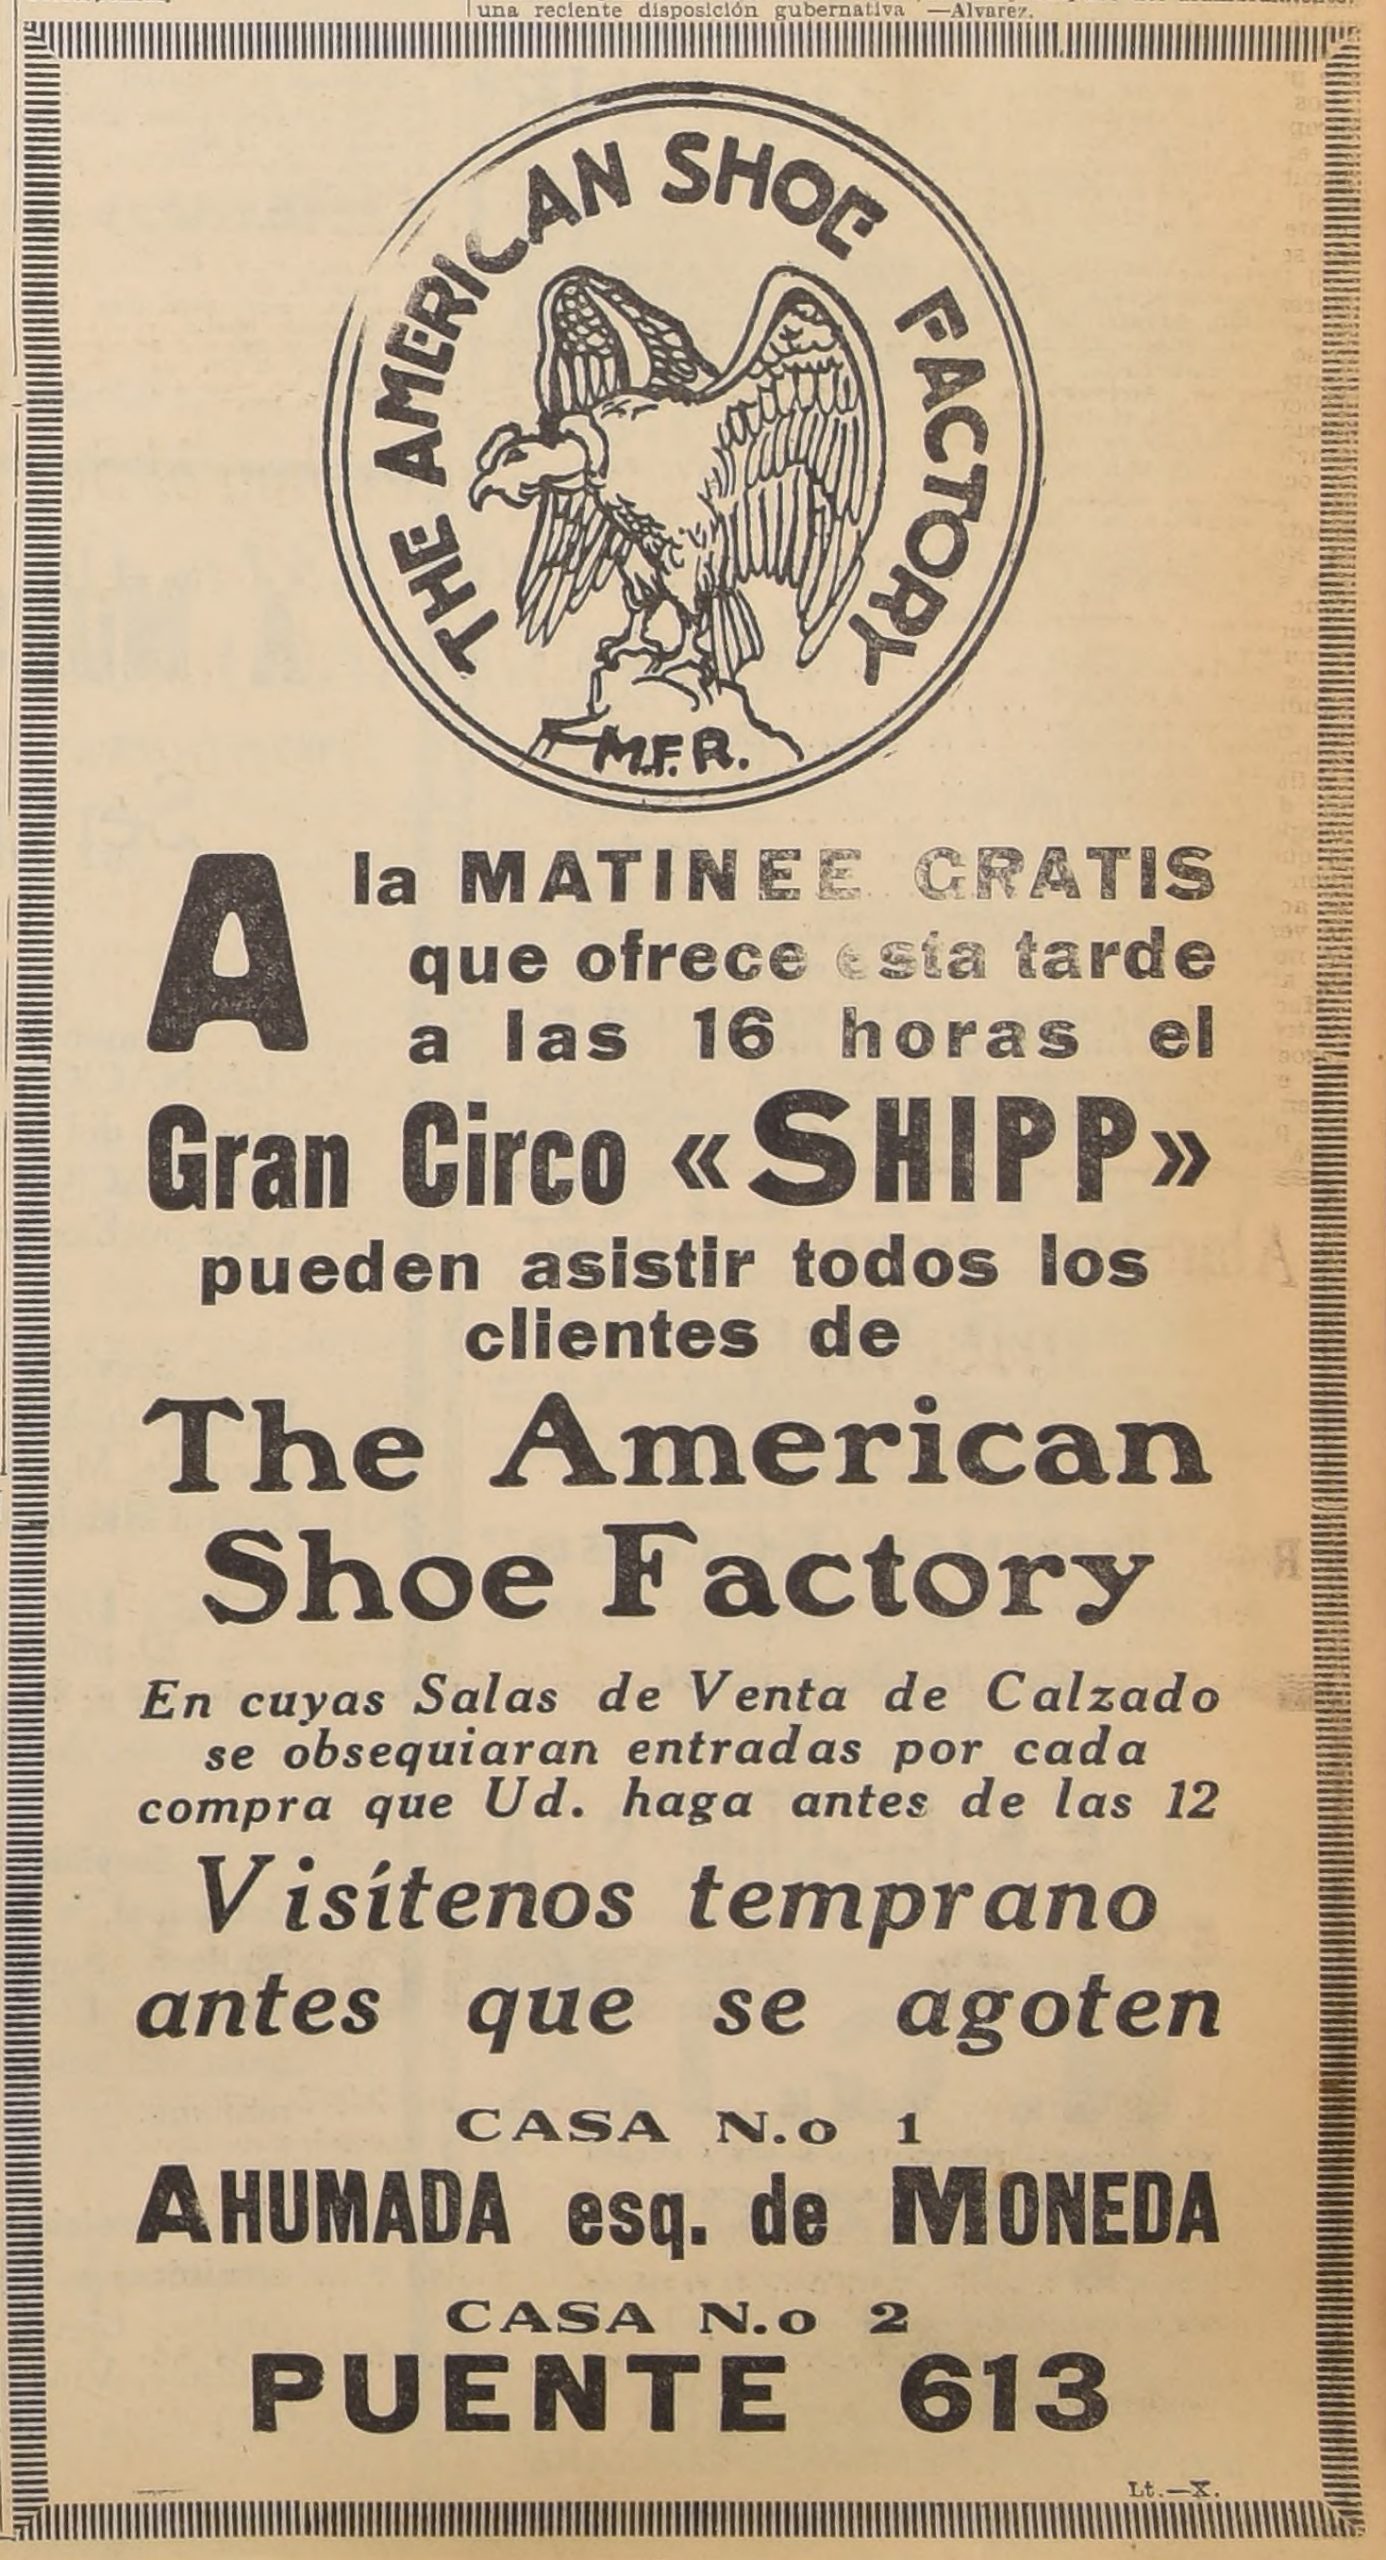 una reciente disposición gubernativa —Alvarez.
THE AMERICAN SHOE FACTORY
M.F.R.
A la MATINEE GRATIS
que ofrece esta tarde
a las 16 horas el
Gran Circo «SHIPP»
pueden asistir todos los
clientes de
The American
Shoe Factory
En cuyas Salas de Venta de Calzado
se obsequiaran entradas por cada
compra que Ud. haga antes de las 12
Visítenos temprano
antes que se agoten
CASA N.o 1
AHUMADA esq. de MONEDA
CASA N.o 2
PUENTE 613
Lt.—X.